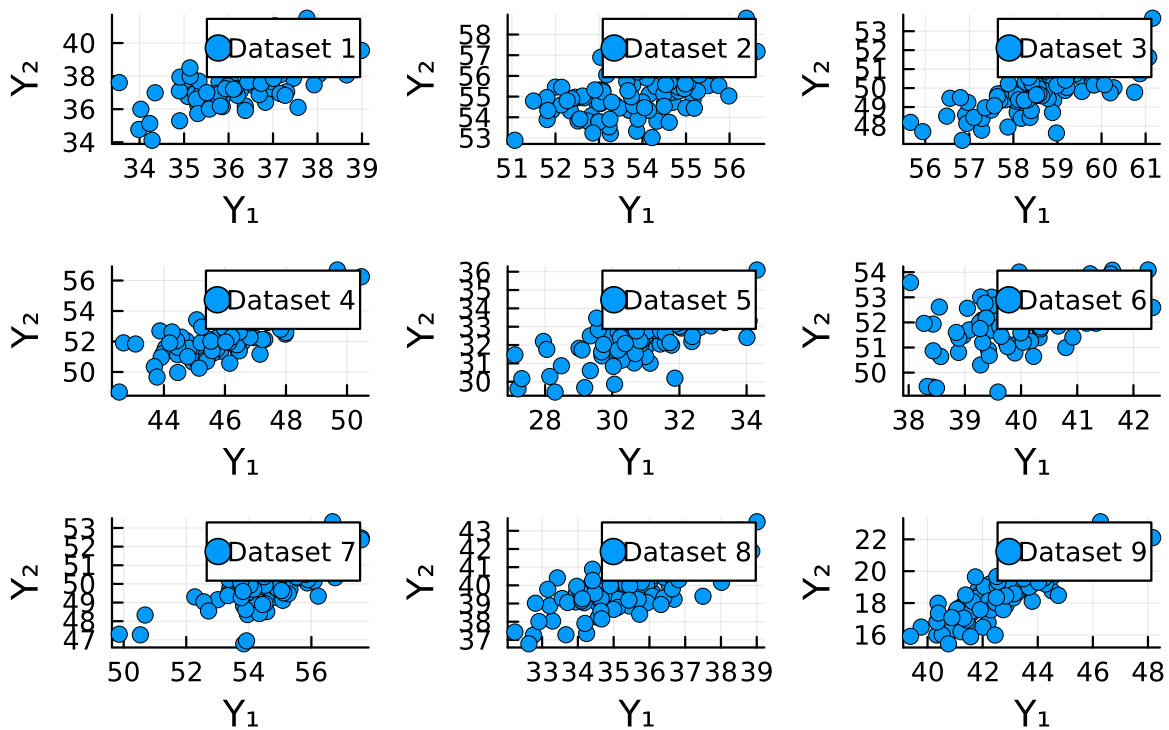 Dataset 1
40
38
36
34
Y₂
34 35 36 37 38 39
Y₁
Dataset 2
58
57
56
55
54
53
Y₂
51 52 53 54 55 56
Y₁
Dataset 3
53
52
51
50
49
48
Y₂
56 57 58 59 60 61
Y₁
Dataset 4
56
54
52
50
Y₂
44 46 48 50
Y₁
Dataset 5
36
35
34
33
32
31
30
Y₂
28 30 32 34
Y₁
Dataset 6
54
53
52
51
50
Y₂
38 39 40 41 42
Y₁
Dataset 7
53
52
51
50
49
48
47
Y₂
50 52 54 56
Y₁
Dataset 8
43
42
41
40
39
38
37
Y₂
33 34 35 36 37 38 39
Y₁
Dataset 9
22
20
18
16
Y₂
40 42 44 46 48
Y₁